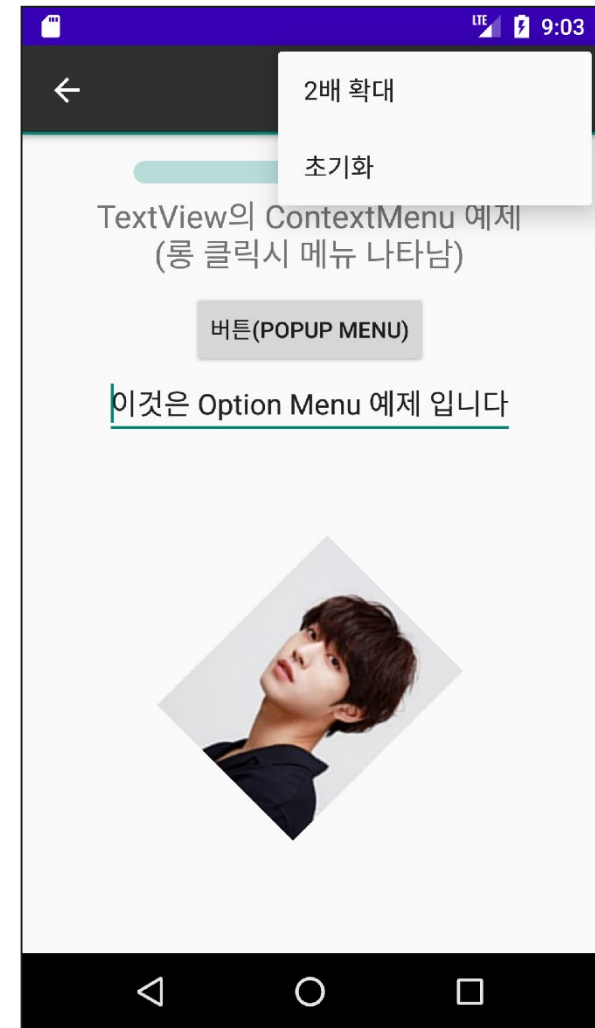 LTE 9:03
2배 확대
초기화
TextView의 ContextMenu 예제
(롱 클릭시 메뉴 나타남)
버튼(POPUP MENU)
이것은 Option Menu 예제 입니다